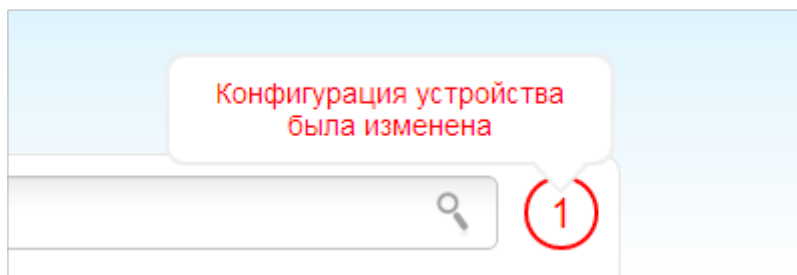 Конфигурация устройства
была изменена
1